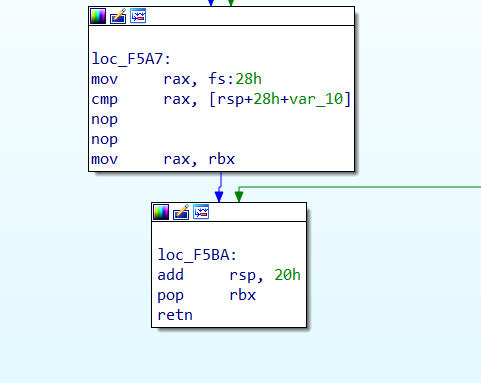 loc_F5A7:
mov rax, fs:28h
cmp rax, [rsp+28h+var_10]
nop
nop
mov rax, rbx
loc_F5BA:
add rsp, 20h
pop rbx
retn